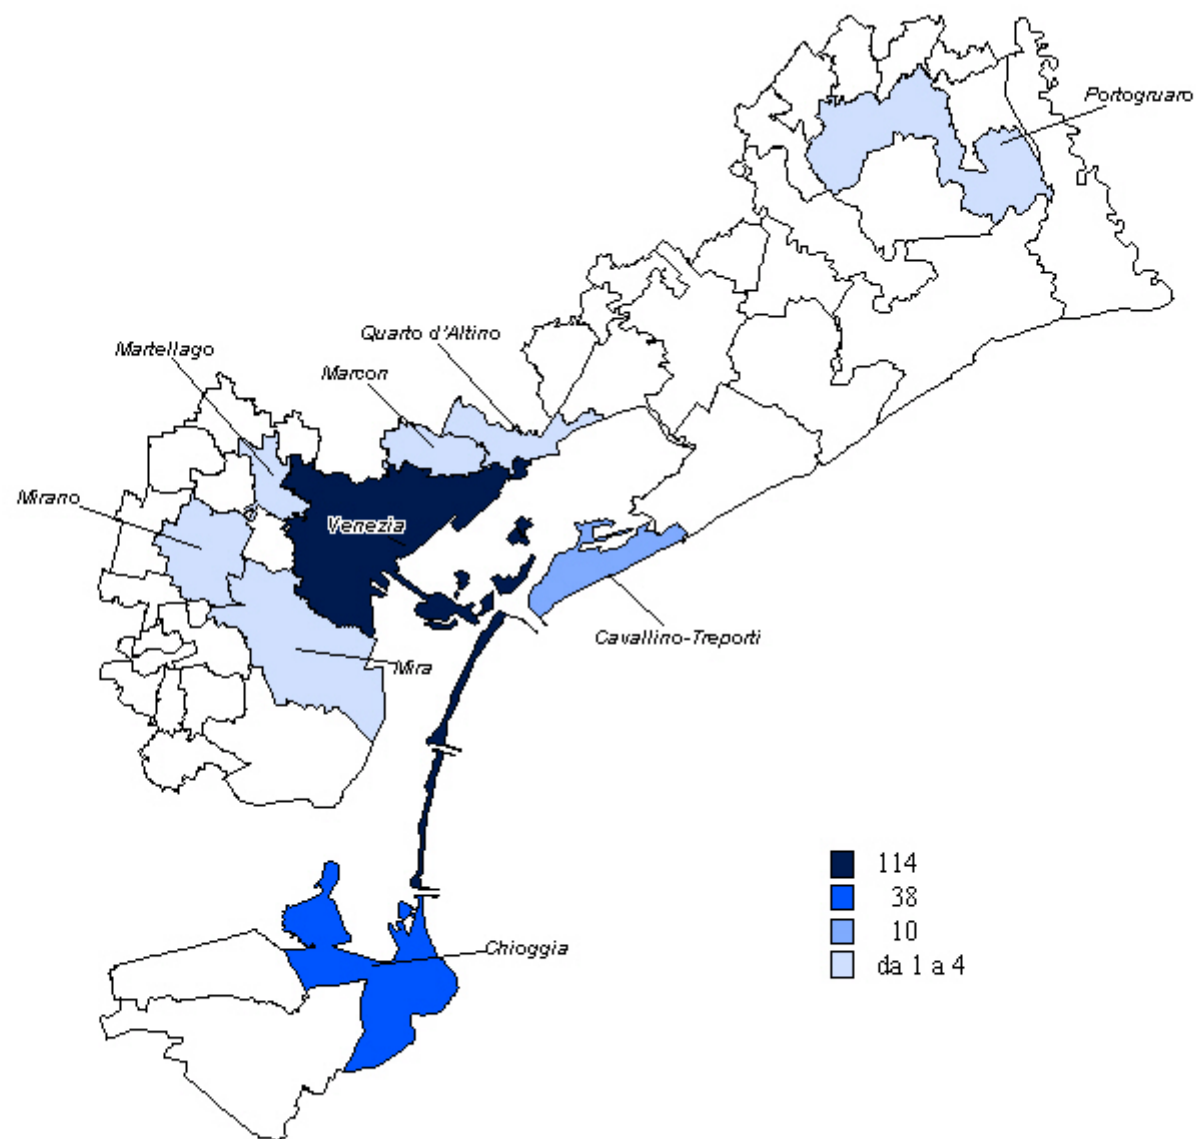 Portogruaro
Quarto d'Altino
Martellago
Marcon
Mirano
Venezia
Cavallino-Treporti
Mira
114
38
10
da 1 a 4
Chioggia